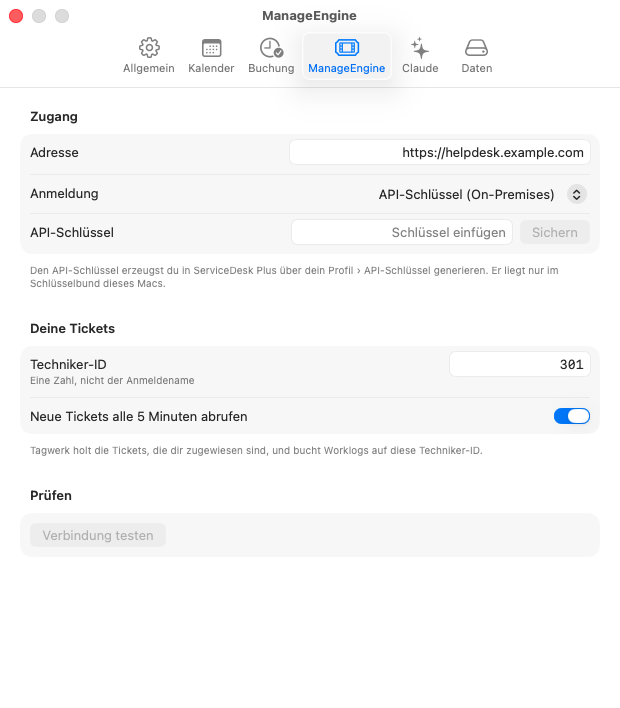 ManageEngine
Allgemein
Kalender
Buchung
ManageEngine
Claude
Daten
Zugang
Adresse
https://helpdesk.example.com
Anmeldung
API-Schlüssel (On-Premises)
API-Schlüssel
Schlüssel einfügen
Sichern
Den API-Schlüssel erzeugst du in ServiceDesk Plus über dein Profil › API-Schlüssel generieren. Er liegt nur im
Schlüsselbund dieses Macs.
Deine Tickets
Techniker-ID
301
Eine Zahl, nicht der Anmeldename
Neue Tickets alle 5 Minuten abrufen
Tagwerk holt die Tickets, die dir zugewiesen sind, und bucht Worklogs auf diese Techniker-ID.
Prüfen
Verbindung testen